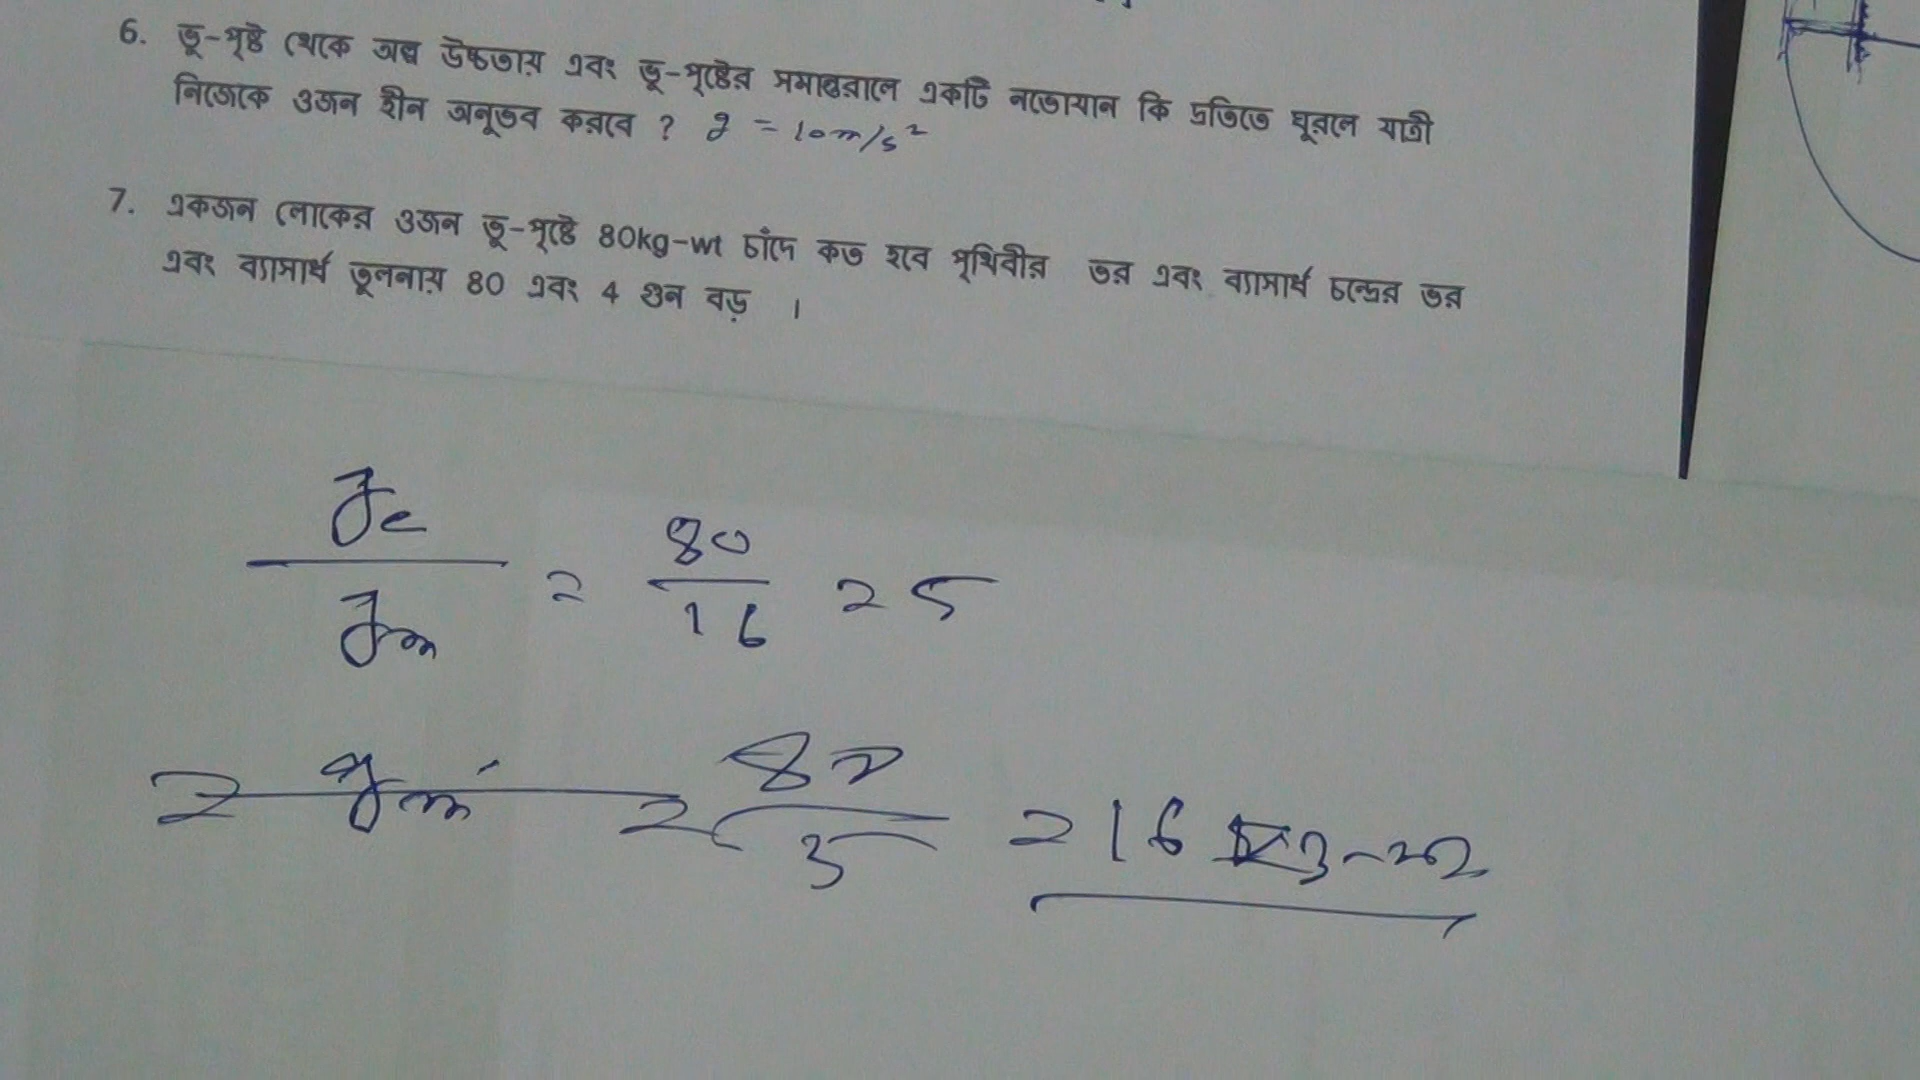 6. ভূ-পৃষ্ঠে থেকে অল্প উচ্চতায় এবং ভূ-পৃষ্ঠের সমান্তরালে একটি নভোযান কি দ্রতিতে ঘূরলে যাত্রী
নিজেকে ওজন হীন অনূভব করবে ? g = 10m/s²
7. একজন লোকের ওজন ভূ-পৃষ্ঠে 80kg-wt চাঁদে কত হবে পৃথিবীর ভর এবং ব্যাসার্ধ চন্দ্রের ভর
এবং ব্যাসার্ধ তূলনায় 80 এবং 4 গুন বড় ।
ge/gm = 80/16 = 5
= gm = 80/5 = 16 kg-w